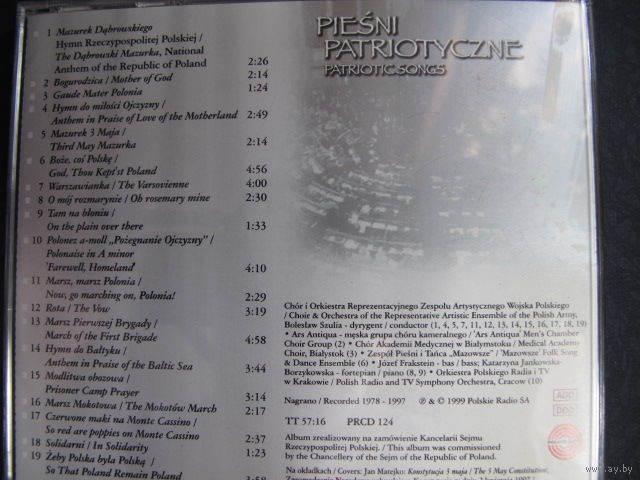 PIEŚNI
PATRIOTYCZNE
PATRIOTIC SONGS
1 Mazurek Dąbrowskiego
Hymn Rzeczypospolitej Polskiej /
The Dąbrowski Mazurka, National
Anthem of the Republic of Poland 2:26
2 Bogurodzica / Mother of God 2:14
3 Gaude Mater Polonia 1:24
4 Hymn do miłości Ojczyzny /
Anthem in Praise of Love of the Motherland 2:49
5 Mazurek 3 Maja /
Third May Mazurka 2:14
6 Boże, coś Polskę /
God, Thou Kept'st Poland 4:56
7 Warszawianka / The Varsovienne 4:00
8 O mój rozmarynie / Oh rosemary mine 2:30
9 Tam na błoniu /
On the plain over there 1:33
10 Polonez a-moll „Pożegnanie Ojczyzny" /
Polonaise in A minor
'Farewell, Homeland' 4:10
11 Marsz, marsz Polonia /
Now, go marching on, Polonia! 2:29
12 Rota / The Vow 3:19
13 Marsz Pierwszej Brygady /
March of the First Brigade 4:58
14 Hymn do Bałtyku /
Anthem in Praise of the Baltic Sea 3:44
15 Modlitwa obozowa /
Prisoner Camp Prayer 3:14
16 Marsz Mokotowa / The Mokotów March 2:17
17 Czerwone maki na Monte Cassino /
So red are poppies on Monte Cassino 2:37
18 Solidarni / In Solidarity 1:23
19 Żeby Polska była Polską /
So That Poland Remain Poland 3:58
Chór i Orkiestra Reprezentacyjnego Zespołu Artystycznego Wojska Polskiego
/ Choir & Orchestra of the Representative Artistic Ensemble of the Polish Army,
Bolesław Szulia - dyrygent / conductor (1, 4, 5, 7, 11, 12, 13, 14, 15, 16, 17, 18, 19)
• Ars Antiqua - męska grupa chóru kameralnego / 'Ars Antiqua' Men's Chamber
Choir Group (2) • Chór Akademii Medycznej w Białymstoku / Medical Academy
Choir, Białystok (3) • Zespół Pieśni i Tańca „Mazowsze" / 'Mazowsze' Folk Song
& Dance Ensemble (6) • Józef Frakstein - bas / bass; Katarzyna Jankowska-
Borzykowska - fortepian / piano (8, 9) • Orkiestra Polskiego Radia i TV
w Krakowie / Polish Radio and TV Symphony Orchestra, Cracow (10)
Nagrano / Recorded 1978 - 1997 ℗ & © 1999 Polskie Radio SA
ADD
DDD
TT 57:16 PRCD 124
Album zrealizowany na zamówienie Kancelarii Sejmu
Rzeczypospolitej Polskiej. / This album was commissioned
by the Chancellery of the Sejm of the Republic of Poland.
Na okładkach / Covers: Jan Matejko: Konstytucja 3 maja / The 3 May Constitution,
www.ay.by